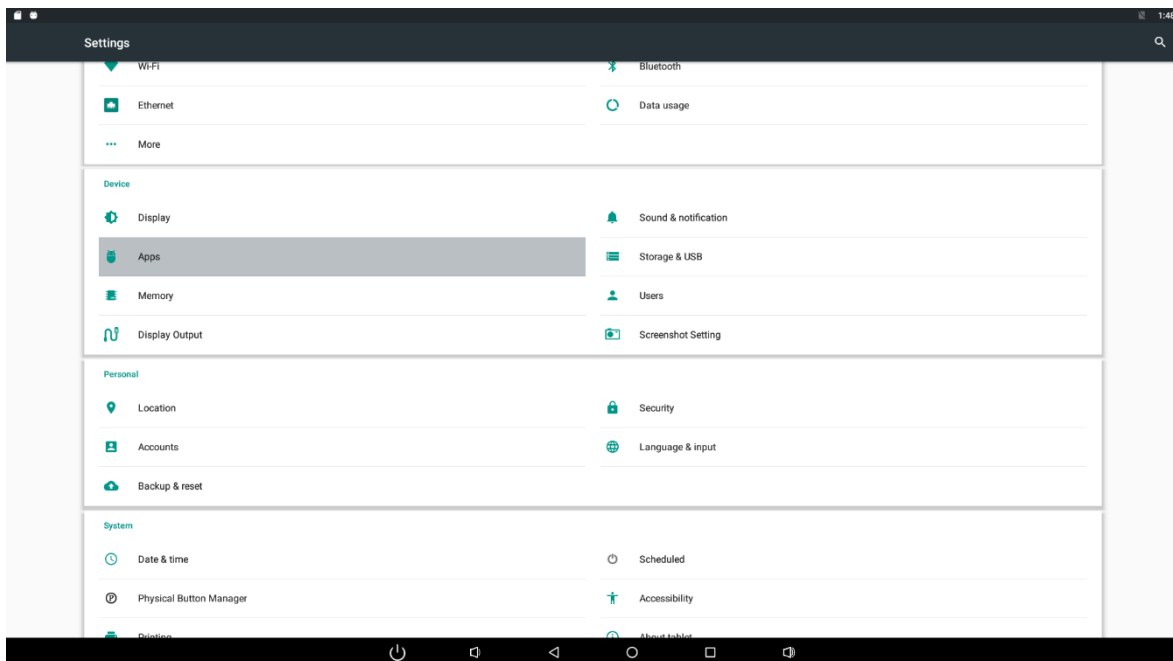 1:48
Settings
Wi-Fi
Bluetooth
Ethernet
Data usage
More
Device
Display
Sound & notification
Apps
Storage & USB
Memory
Users
Display Output
Screenshot Setting
Personal
Location
Security
Accounts
Language & input
Backup & reset
System
Date & time
Scheduled
Physical Button Manager
Accessibility
Printing
About tablet